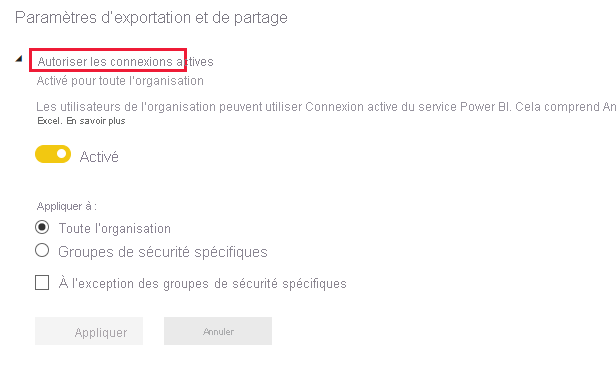 Paramètres d'exportation et de partage
Autoriser les connexions actives
Activé pour toute l'organisation
Les utilisateurs de l'organisation peuvent utiliser Connexion active du service Power BI. Cela comprend An
Excel. En savoir plus
Activé
Appliquer à :
Toute l'organisation
Groupes de sécurité spécifiques
À l'exception des groupes de sécurité spécifiques
Appliquer
Annuler